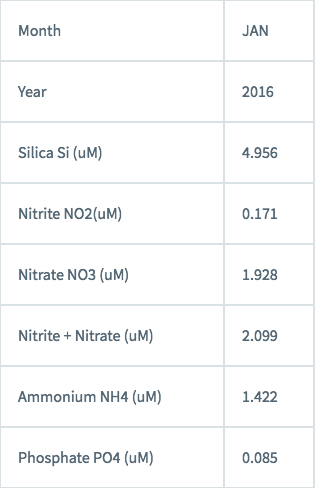 Month JAN
Year 2016
Silica Si (uM) 4.956
Nitrite NO2(uM) 0.171
Nitrate NO3 (uM) 1.928
Nitrite + Nitrate (uM) 2.099
Ammonium NH4 (uM) 1.422
Phosphate PO4 (uM) 0.085